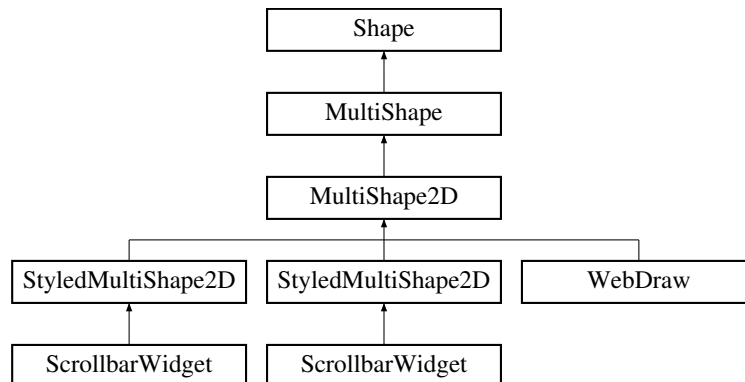 Shape
MultiShape
MultiShape2D
StyledMultiShape2D StyledMultiShape2D WebDraw
ScrollbarWidget ScrollbarWidget